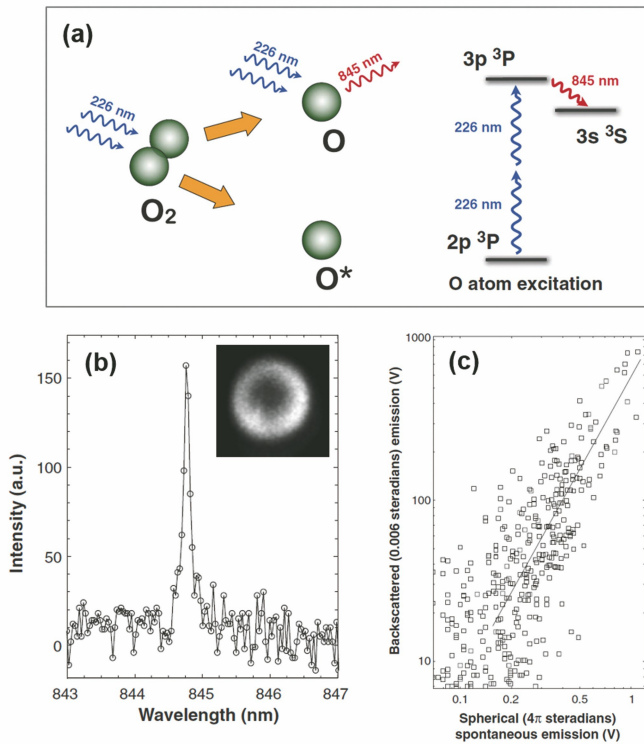 (a)
226 nm
226 nm
845 nm
O₂
O
O*
3p ³P
845 nm
3s ³S
226 nm
226 nm
2p ³P
O atom excitation
(b)
Intensity (a.u.)
150
100
50
0
843 844 845 846 847
Wavelength (nm)
(c)
Backscattered (0.006 steradians) emission (V)
1000
100
10
0.1 0.2 0.5 1
Spherical (4π steradians)
spontaneous emission (V)